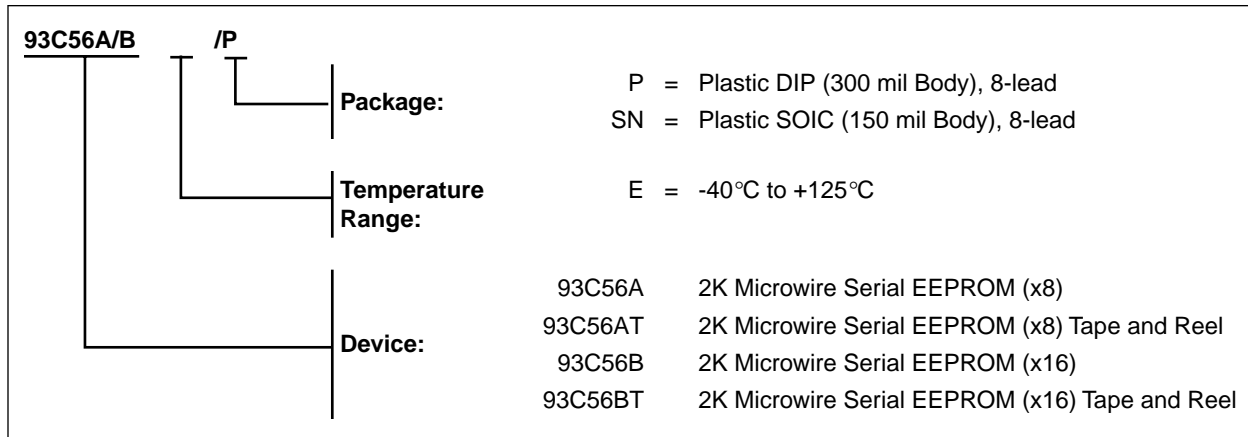 93C56A/B /P
Package:
P = Plastic DIP (300 mil Body), 8-lead
SN = Plastic SOIC (150 mil Body), 8-lead
Temperature
Range:
E = -40°C to +125°C
Device:
93C56A 2K Microwire Serial EEPROM (x8)
93C56AT 2K Microwire Serial EEPROM (x8) Tape and Reel
93C56B 2K Microwire Serial EEPROM (x16)
93C56BT 2K Microwire Serial EEPROM (x16) Tape and Reel